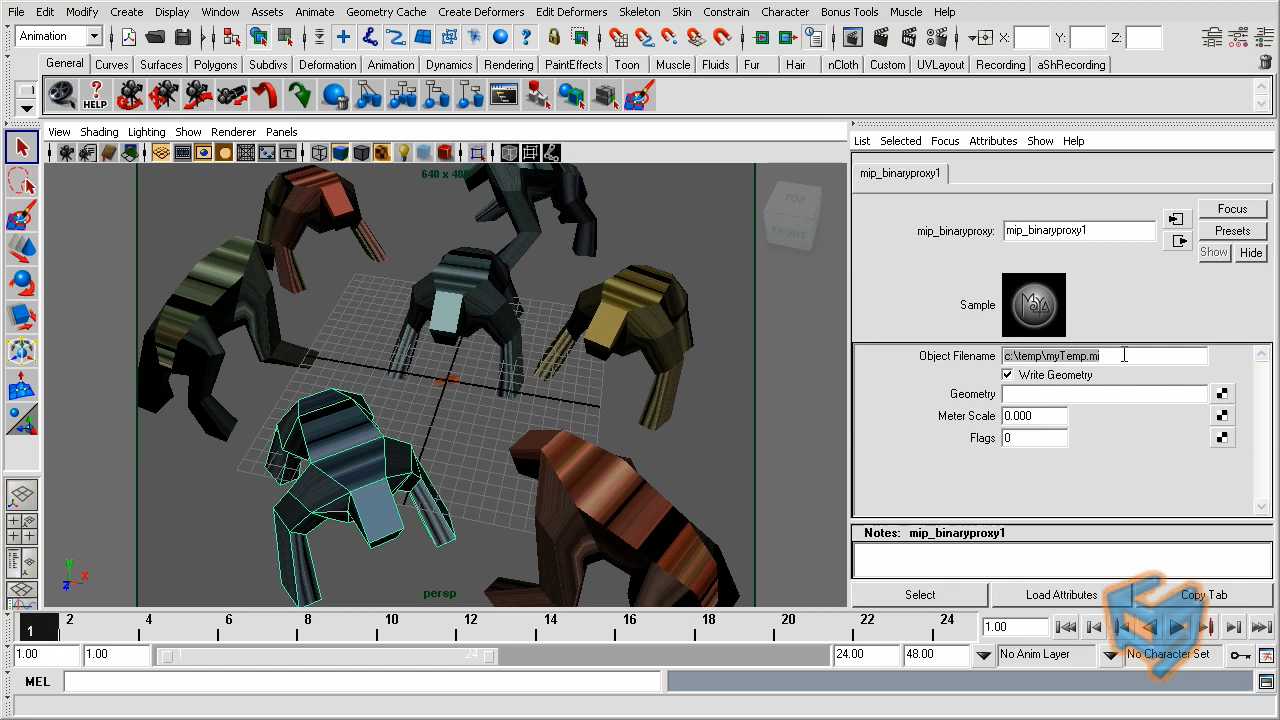 File Edit Modify Create Display Window Assets Animate Geometry Cache Create Deformers Edit Deformers Skeleton Skin Constrain Character Bonus Tools Muscle Help
Animation X: Y: Z:
General Curves Surfaces Polygons Subdivs Deformation Animation Dynamics Rendering PaintEffects Toon Muscle Fluids Fur Hair nCloth Custom UVLayout Recording aShRecording
HELP
View Shading Lighting Show Renderer Panels
List Selected Focus Attributes Show Help
640 x 480
mip_binaryproxy1
TOP
FRONT
Focus
mip_binaryproxy: mip_binaryproxy1
Presets
Show Hide
Sample
MAYA
Object Filename c:\temp\myTemp.mi
Write Geometry
Geometry
Meter Scale 0.000
Flags 0
Notes: mip_binaryproxy1
y
x
z
persp
Select Load Attributes Copy Tab
1 2 4 6 8 10 12 14 16 18 20 22 24 1.00
1.00 1.00 1 24 24.00 48.00 No Anim Layer No Character Set
MEL